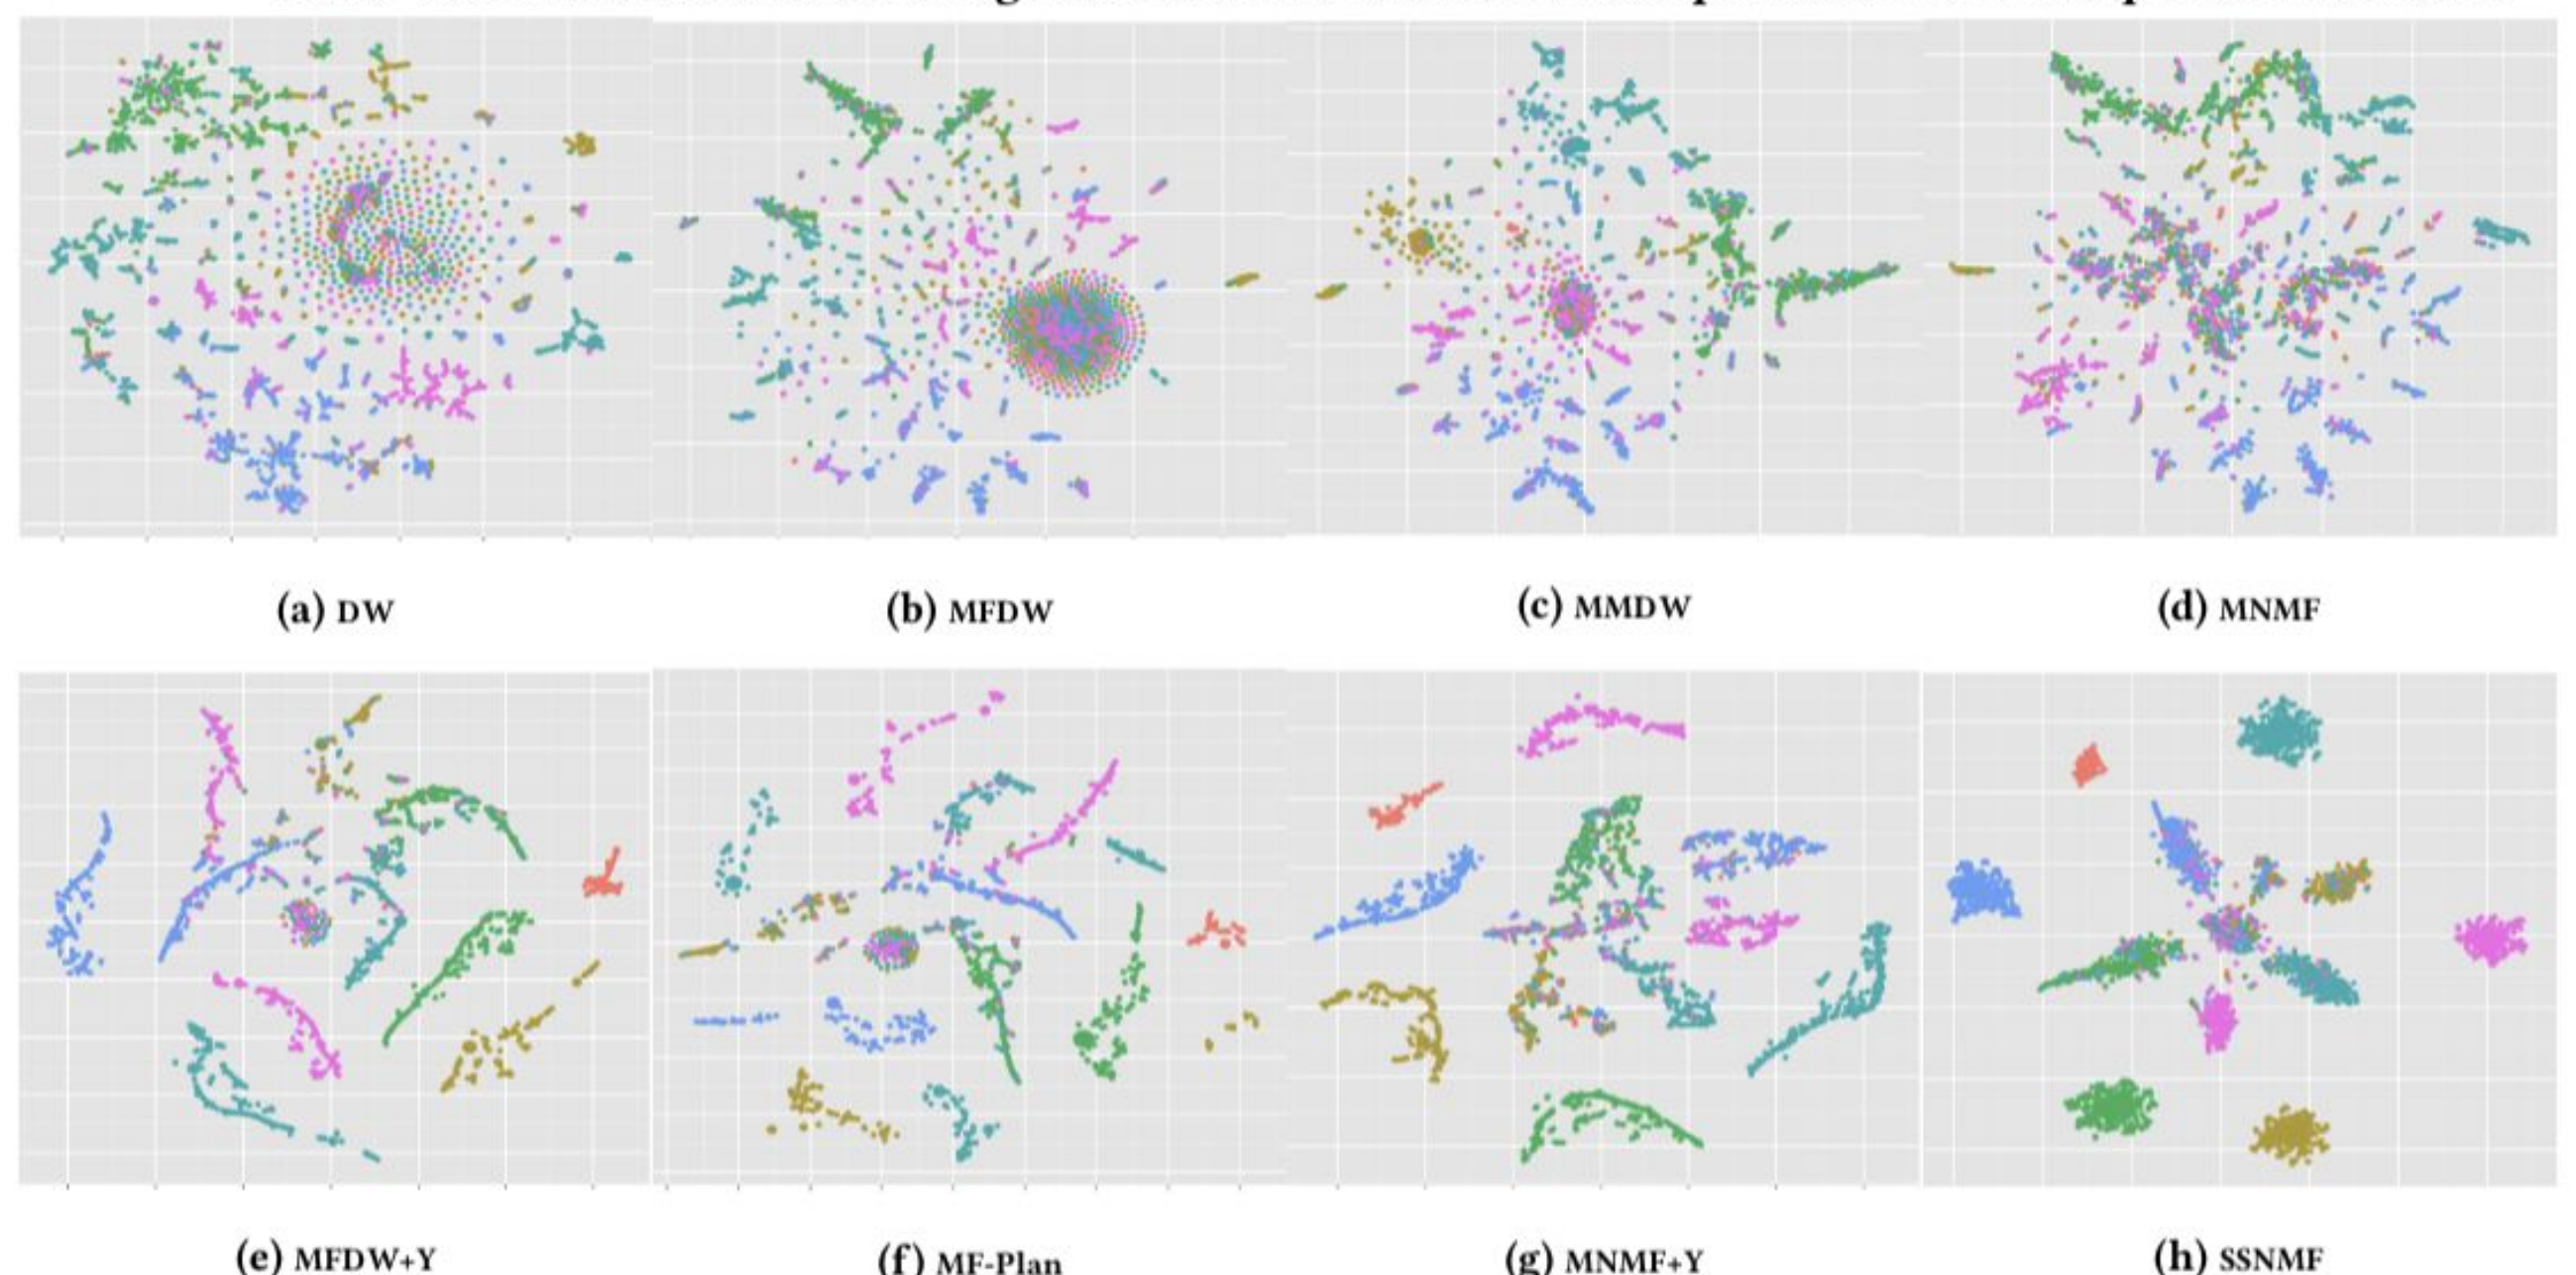 (a) DW
(b) MFDW
(c) MMDW
(d) MNMF
(e) MFDW+Y
(f) MF-Plan
(g) MNMF+Y
(h) SSNMF